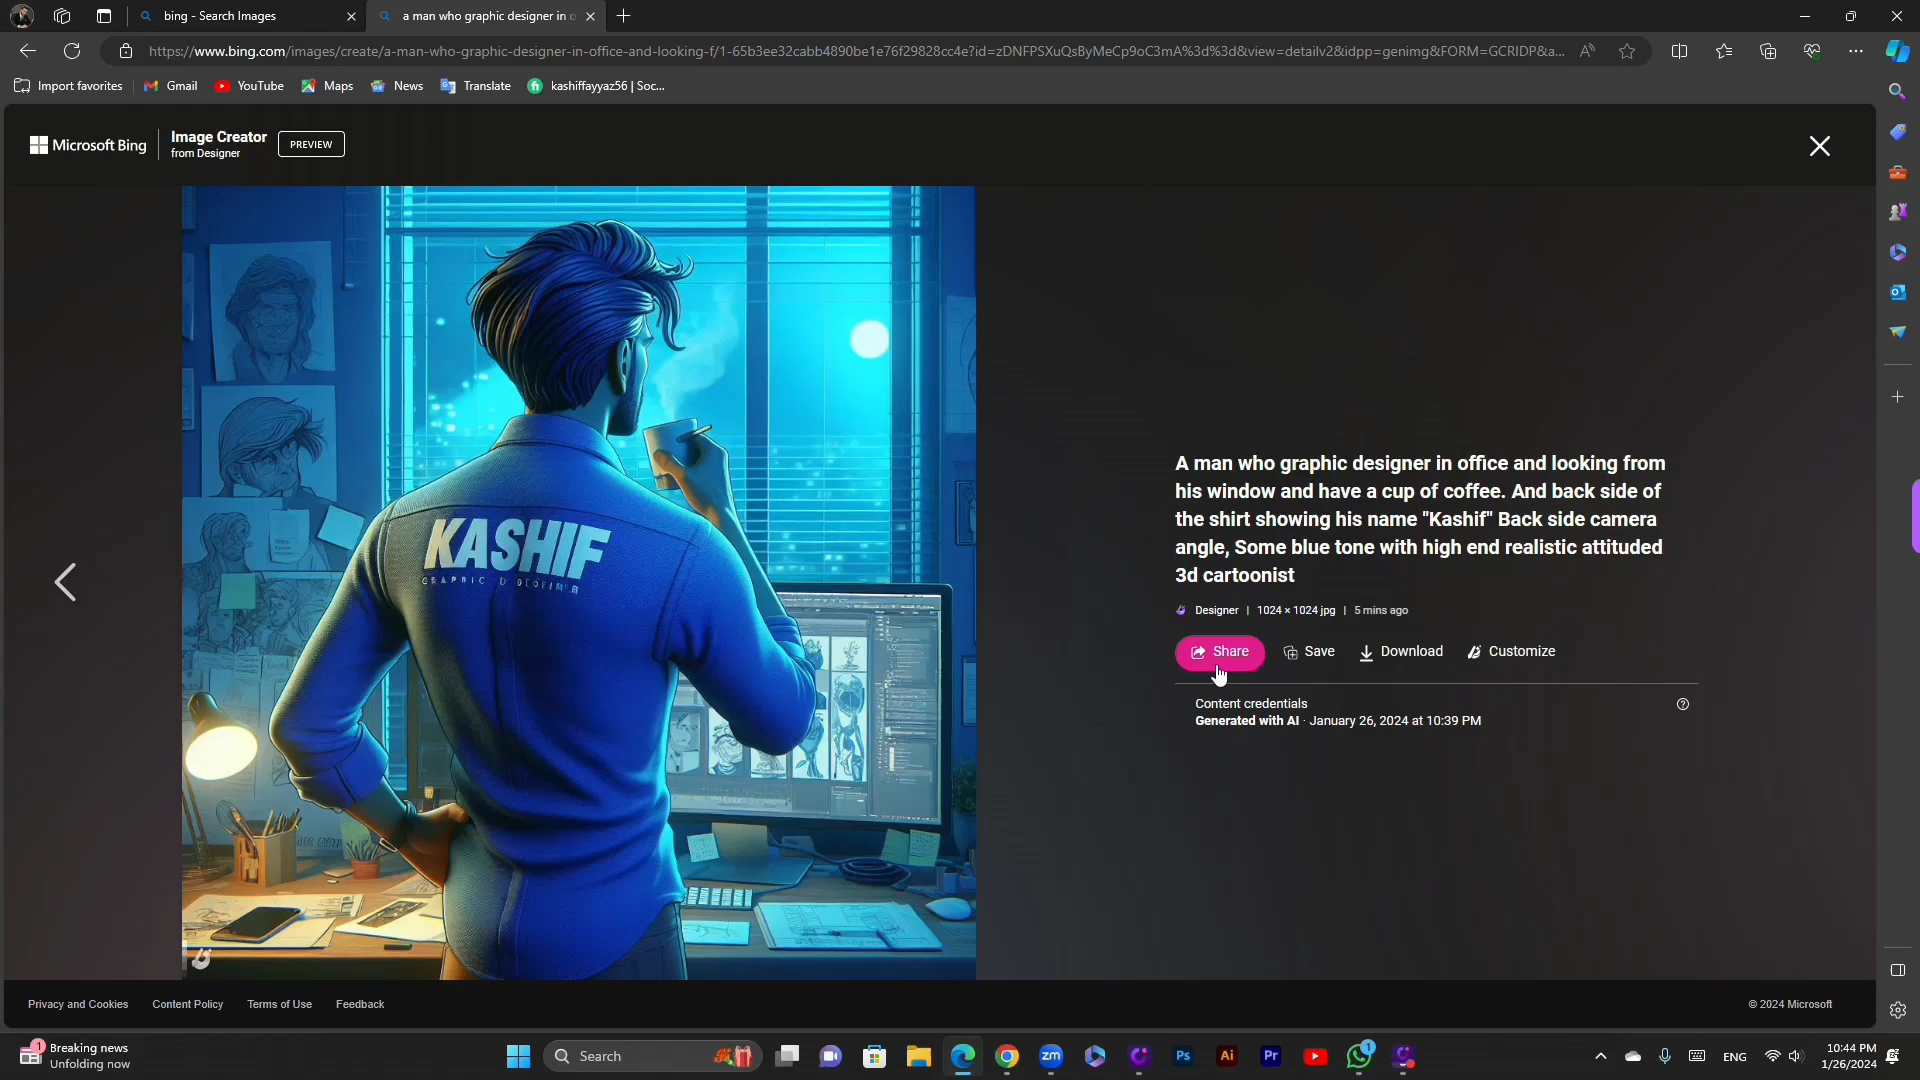 bing - Search Images
a man who graphic designer in o
https://www.bing.com/images/create/a-man-who-graphic-designer-in-office-and-looking-f/1-65b3ee32cabb4890be1e76f29828cc4e?id=zDNFPSXuQsByMeCp9oC3mA%3d%3d&view=detailv2&idpp=genimg&FORM=GCRIDP&a...
Import favorites Gmail YouTube Maps News Translate kashiffayyaz56 | Soc...
Microsoft Bing
Image Creator
from Designer
PREVIEW
KASHIF
A man who graphic designer in office and looking from
his window and have a cup of coffee. And back side of
the shirt showing his name "Kashif" Back side camera
angle, Some blue tone with high end realistic attituded
3d cartoonist
Designer | 1024 × 1024 jpg | 5 mins ago
Share Save Download Customize
Content credentials
Generated with AI · January 26, 2024 at 10:39 PM
Privacy and Cookies Content Policy Terms of Use Feedback
© 2024 Microsoft
1
Breaking news
Unfolding now
Search
zm
Ps
Ai
Pr
1
ENG
10:44 PM
1/26/2024